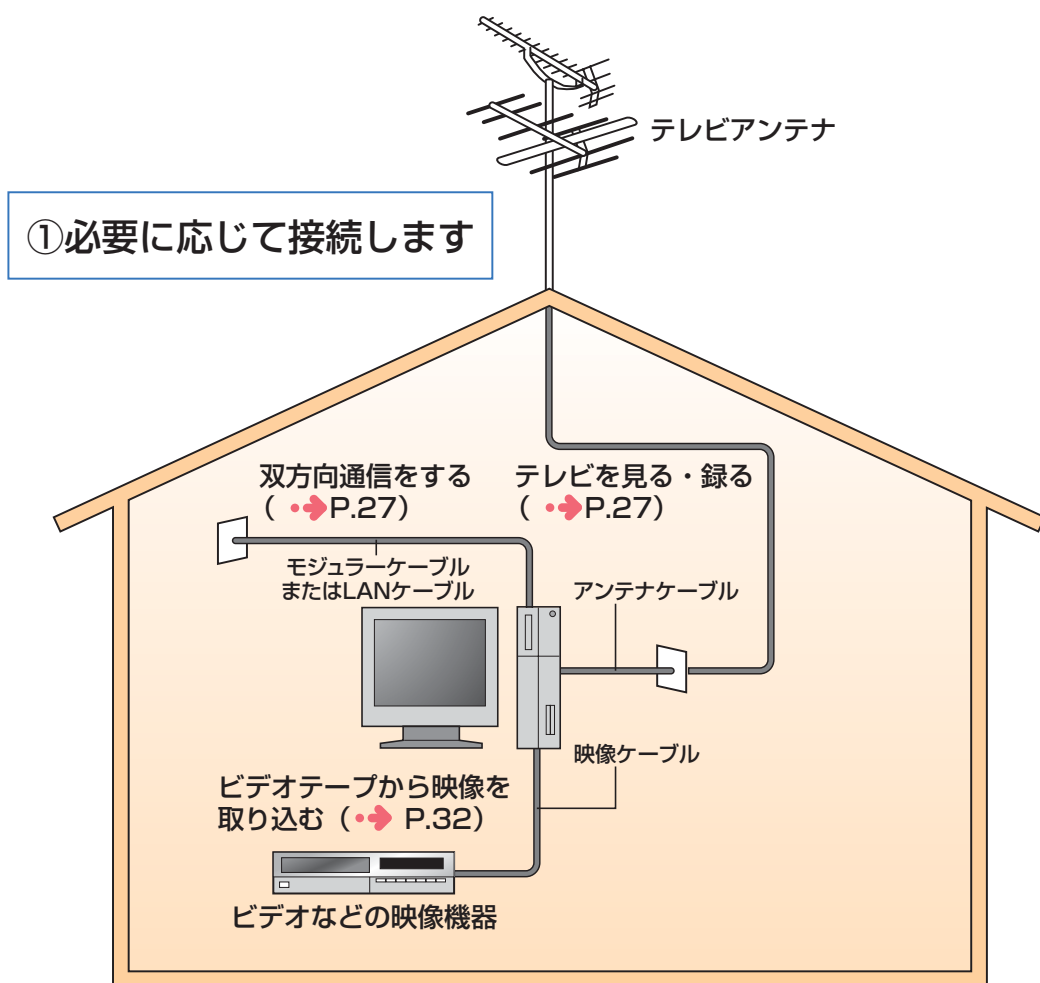 テレビアンテナ
①必要に応じて接続します
双方向通信をする
（ P.27）
テレビを見る・録る
（ P.27）
モジュラーケーブル
またはLANケーブル
アンテナケーブル
映像ケーブル
ビデオテープから映像を
取り込む（ P.32）
ビデオなどの映像機器